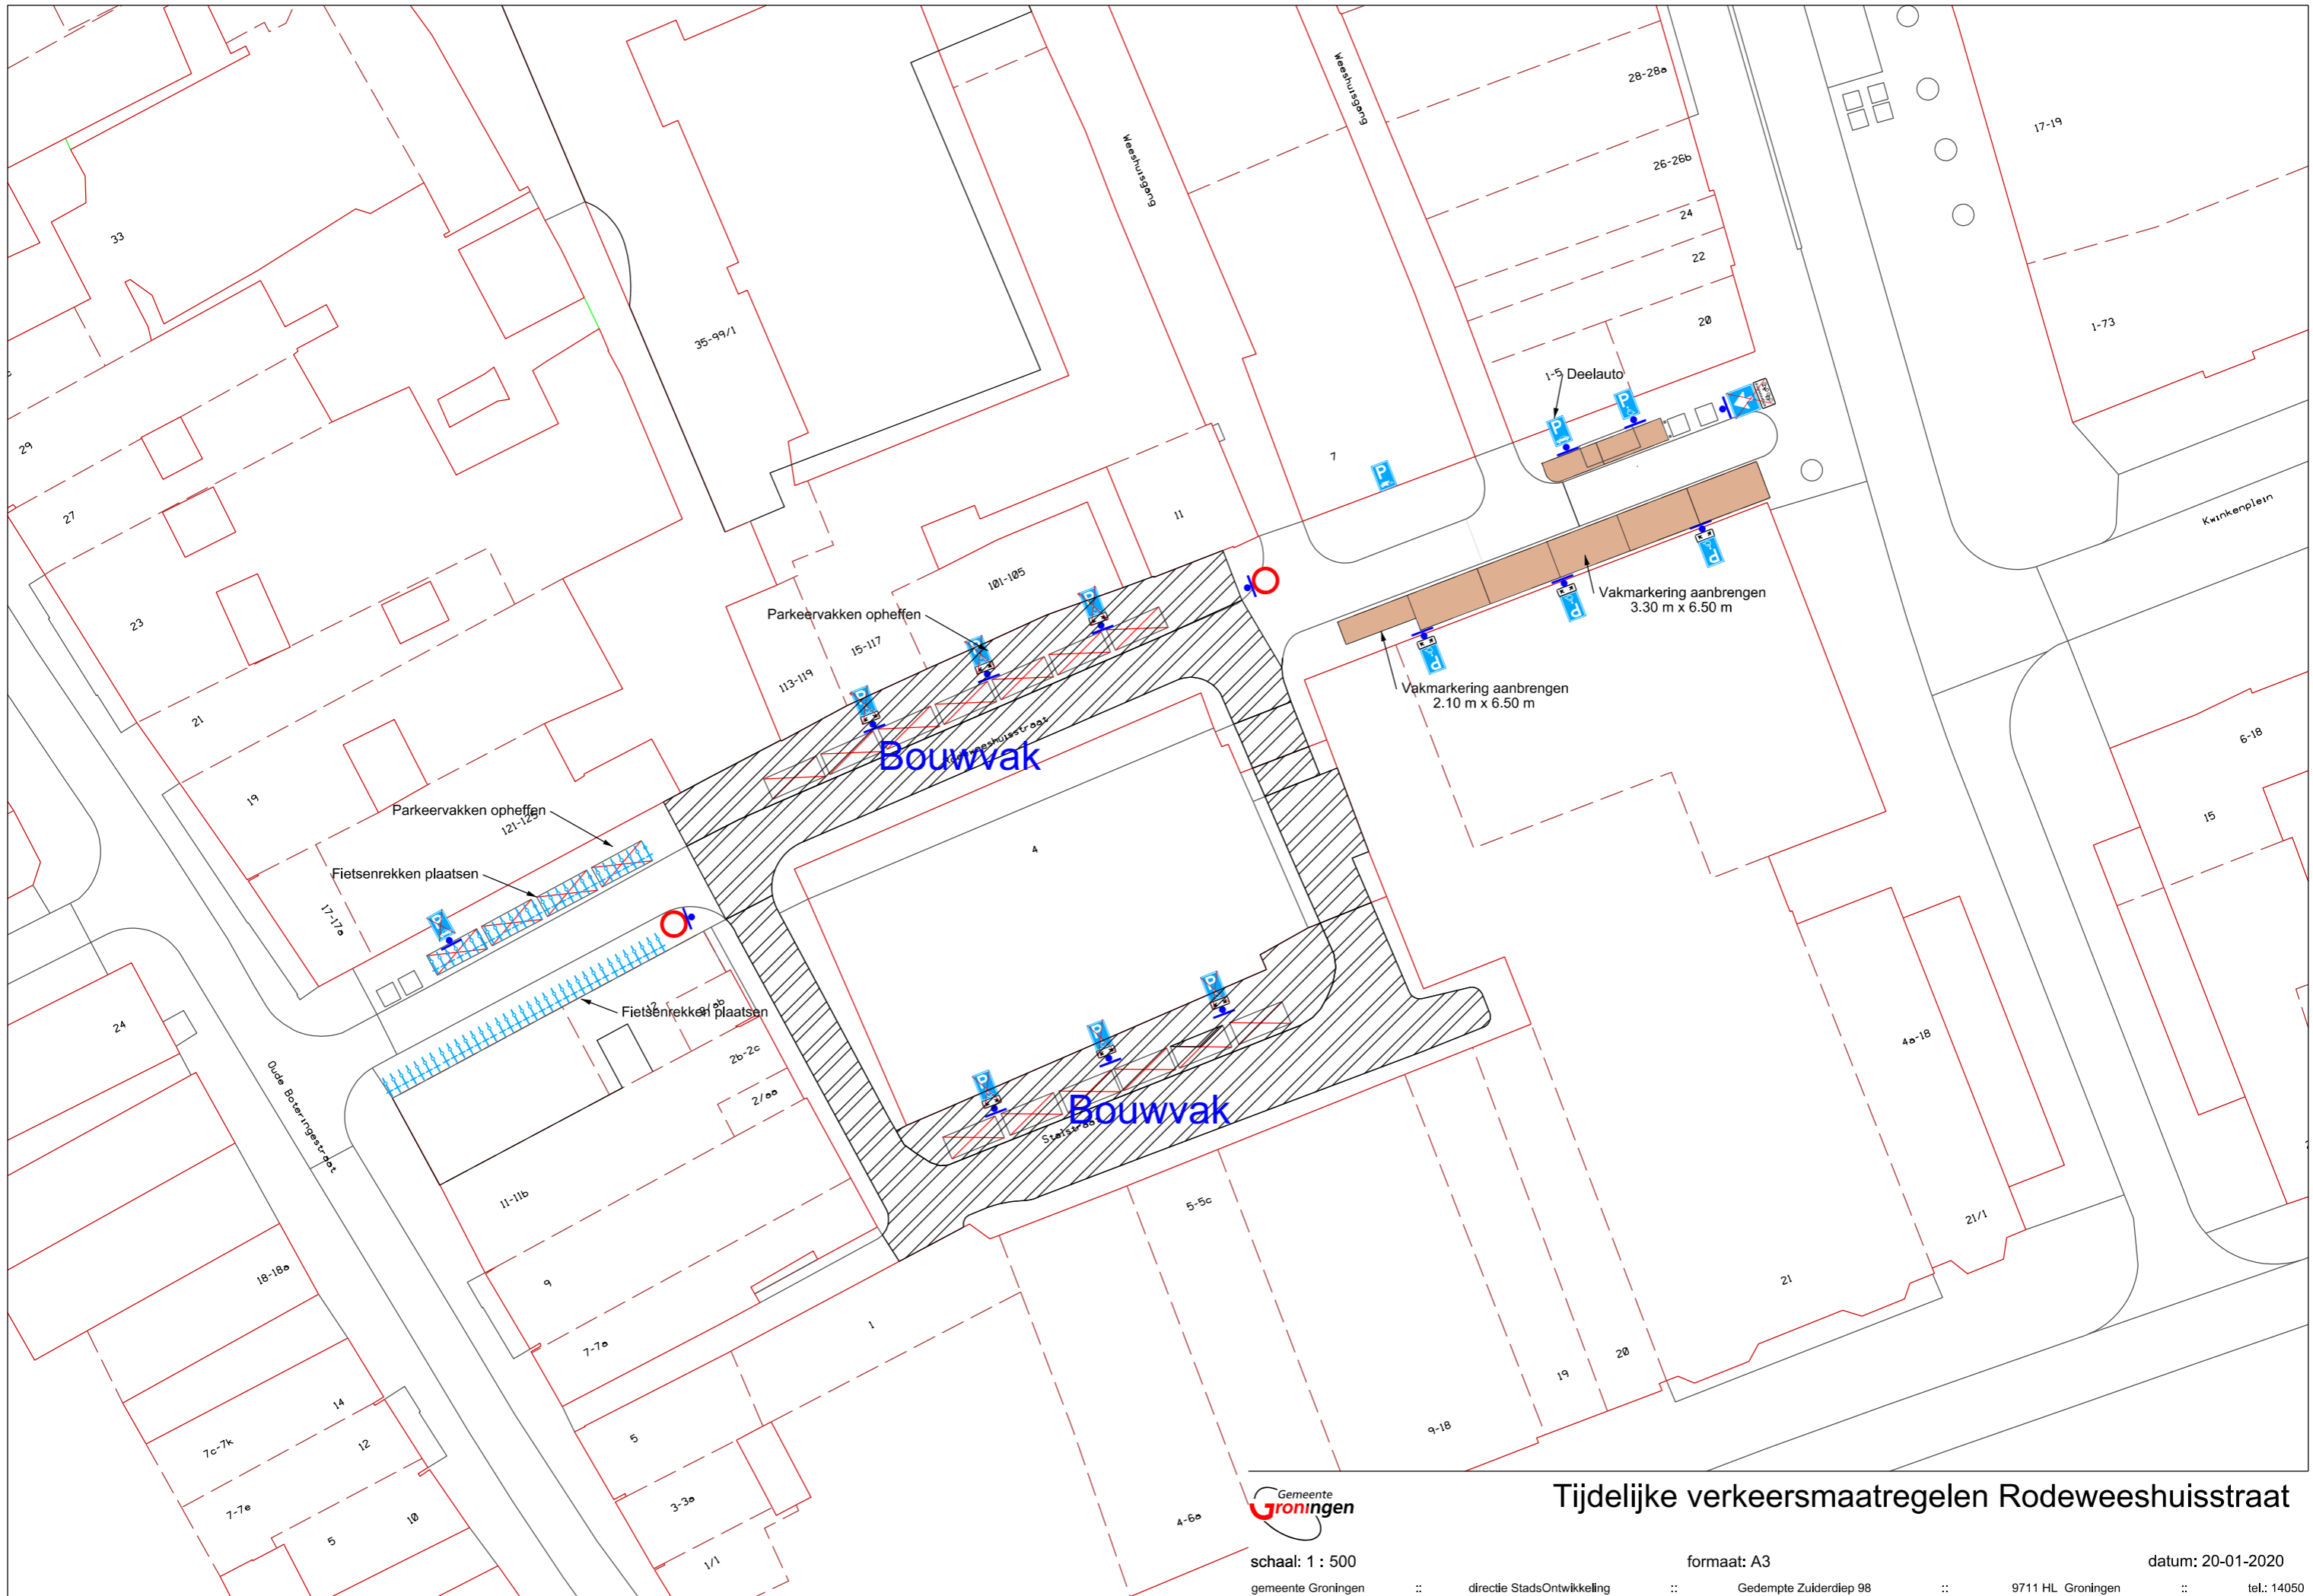 Weeshuisgang
Weeshuisgang
28-28a
17-19
26-26b
24
22
20
1-73
33
35-99/1
1-5
Deelauto
P
P
P
29
7
27
11
Kwinkenplein
101-105
Vakmarkering aanbrengen
3.30 m x 6.50 m
Parkeervakken opheffen
P
P
P
P
P
P
23
15-117
113-119
Vakmarkering aanbrengen
2.10 m x 6.50 m
21
Bouwvak
6-18
19
Parkeervakken opheffen
121-125
15
4
Fietsenrekken plaatsen
17-17a
P
Fietsenrekken plaatsen
12
24
2b-2c
2/aa
4a-18
Oude Boteringestraat
P
P
P
Bouwvak
11-11b
5-5c
21/1
18-18a
9
21
1
7-7a
20
19
14
5
9-18
7c-7k
12
3-3a
7-7e
10
5
4-6a
1/1
Gemeente
Groningen
Tijdelijke verkeersmaatregelen Rodeweeshuisstraat
schaal: 1 : 500
formaat: A3
datum: 20-01-2020
gemeente Groningen :: directie StadsOntwikkeling :: Gedempte Zuiderdiep 98 :: 9711 HL Groningen :: tel.: 14050